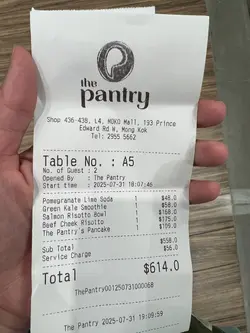 the
pantry
Shop 436-438, L4, MOKO Mall, 193 Prince
Edward Rd W, Mong Kok
Tel: 2955 5662
Table No. : A5
No. of Guest : 2
Opened By : The Pantry
Start time : 2025-07-31 18:07:46
Pomegranate Lime Soda 1 $48.0
Green Kale Smoothie 1 $58.0
Salmon Risotto Bowl 1 $168.0
Beef Cheek Risotto 1 $175.0
The Pantry's Pancake 1 $109.0
Sub Total $558.0
Service Charge $56.0
Total $614.0
ThePantry001250731000068
The Pantry 2025-07-31 19:09:59